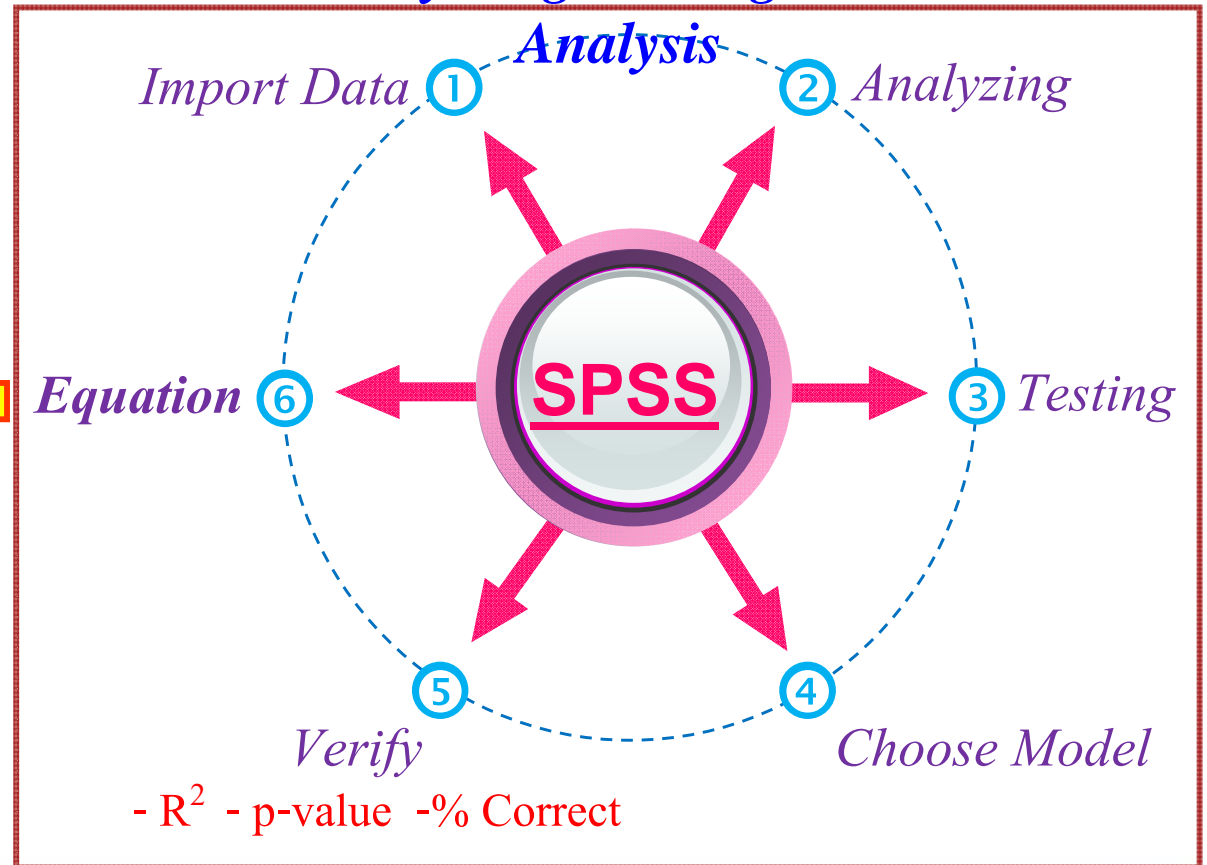 Analysis
Import Data ① ② Analyzing
SPSS
Equation ⑥ ③ Testing
⑤ ④
Verify Choose Model
- R² - p-value -% Correct